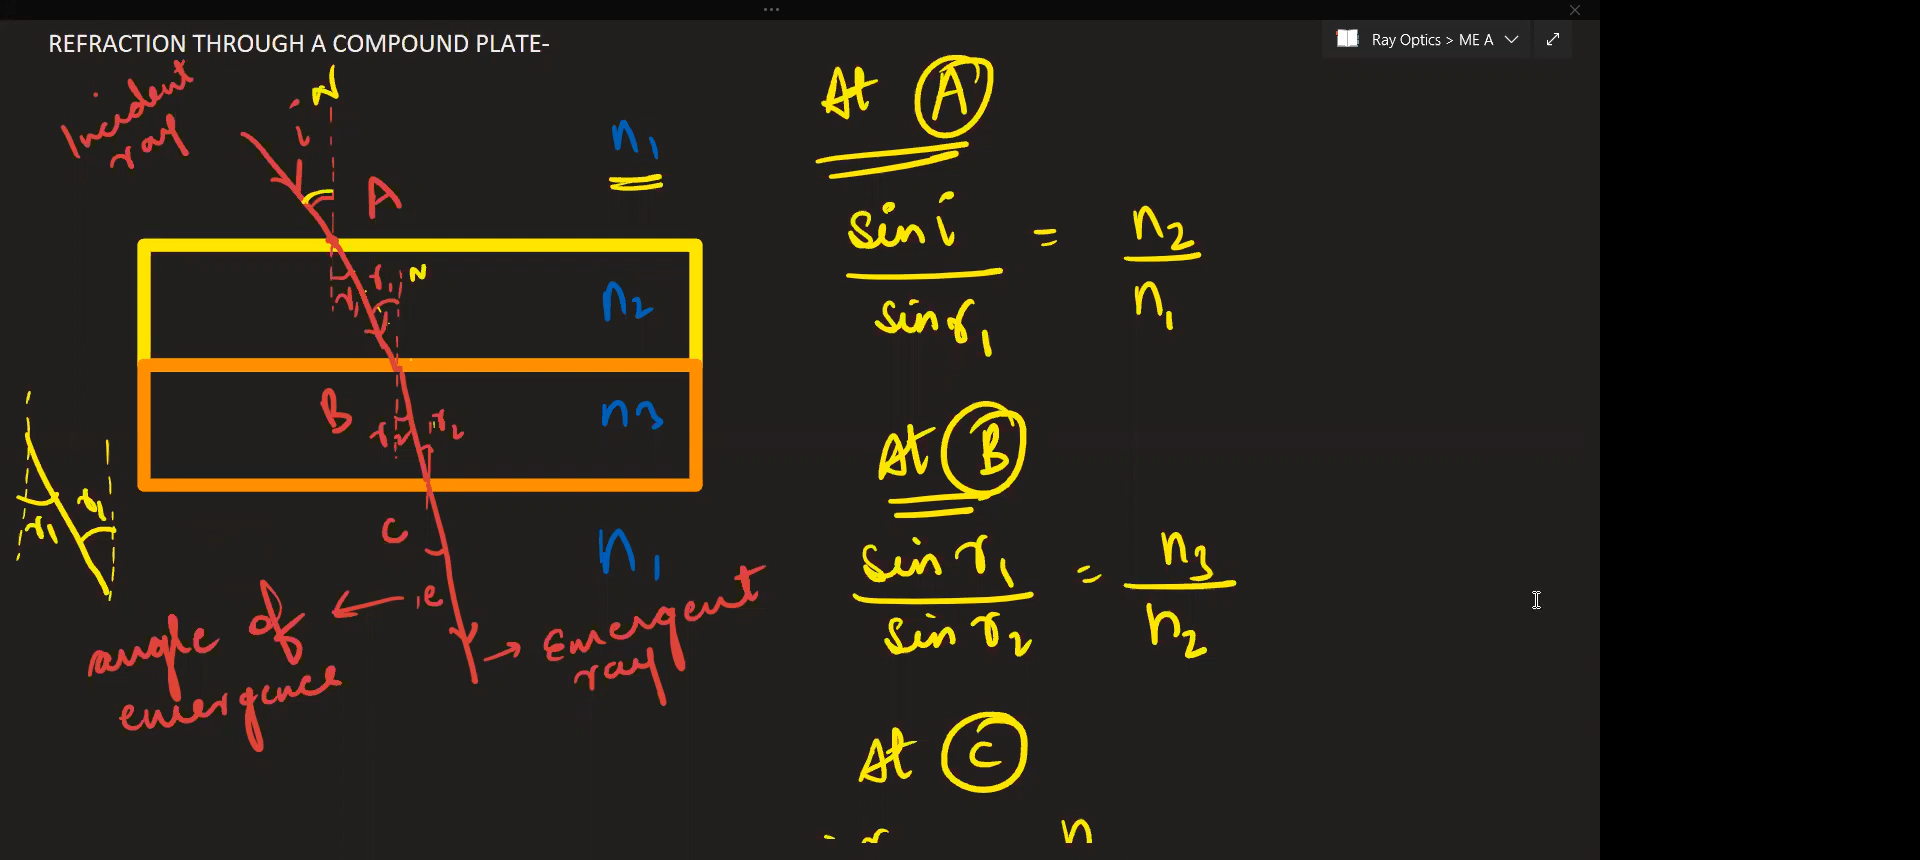 REFRACTION THROUGH A COMPOUND PLATE-
Ray Optics > ME A
Incident
ray
i
N
A
n1
r1
r1
N
n2
B
r2
r2
n3
r1
r1
C
n1
e
angle of
emergence
Emergent
ray
At A
sin i / sin r1 = n2 / n1
At B
sin r1 / sin r2 = n3 / n2
At C
n